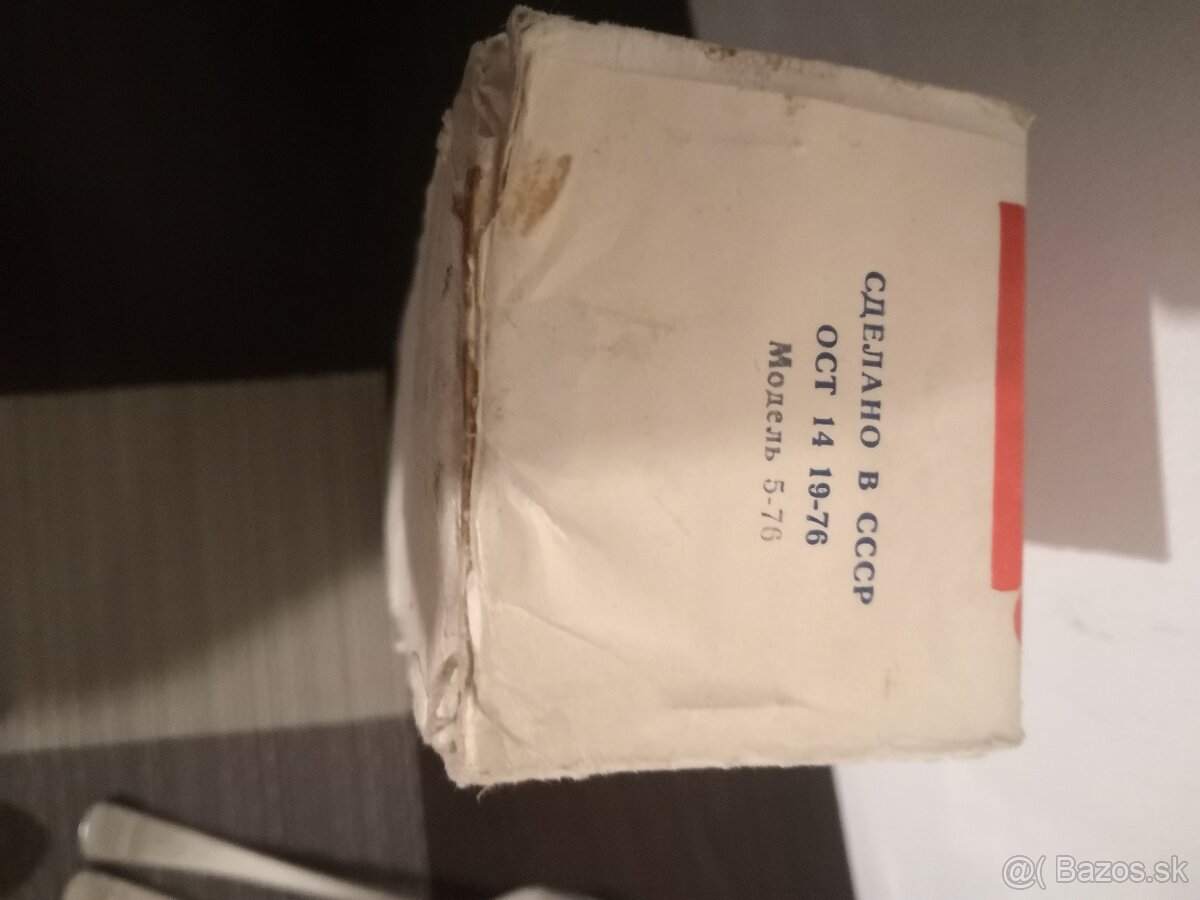 СДЕЛАНО В СССР
ОСТ 14 19-76
Модель 5-76
@( Bazos.sk